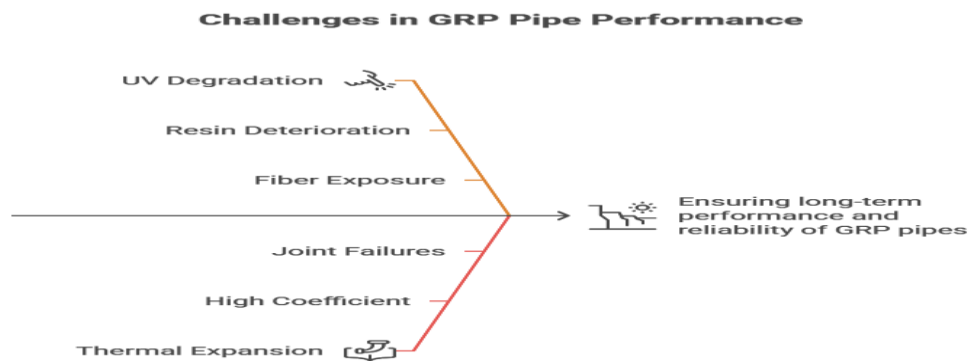 Challenges in GRP Pipe Performance
UV Degradation
Resin Deterioration
Fiber Exposure
Ensuring long-term
performance and
reliability of GRP pipes
Joint Failures
High Coefficient
Thermal Expansion